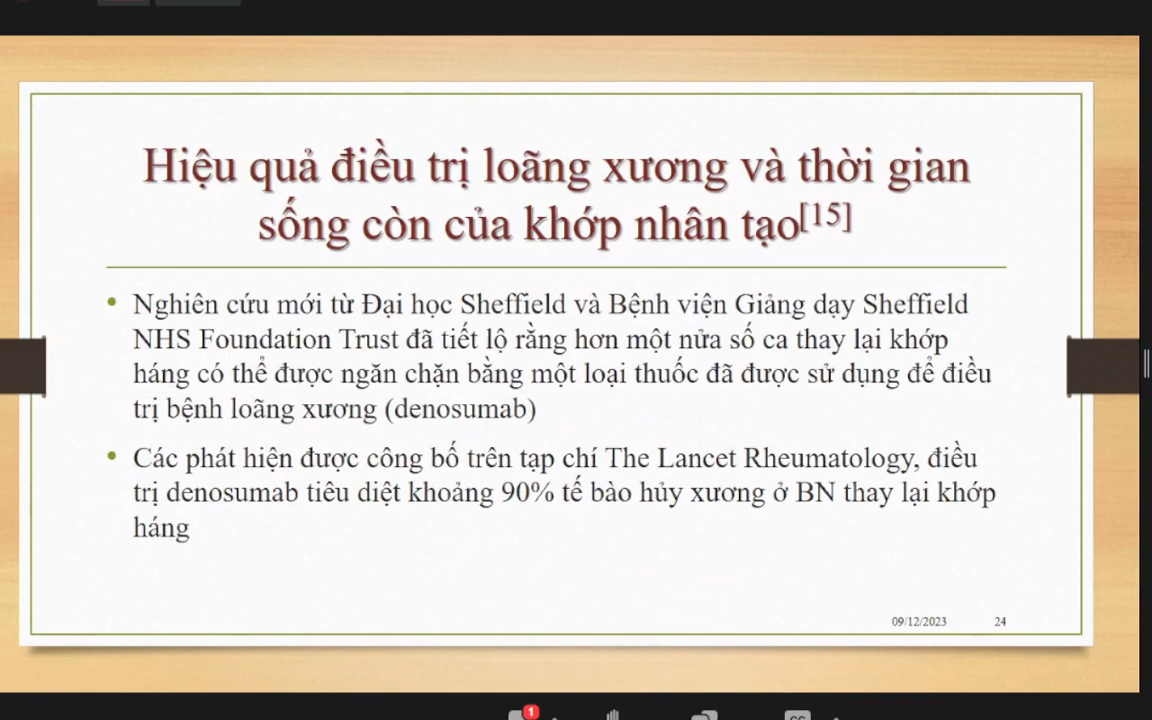 Hiệu quả điều trị loãng xương và thời gian
sống còn của khớp nhân tạo[15]
• Nghiên cứu mới từ Đại học Sheffield và Bệnh viện Giảng dạy Sheffield
NHS Foundation Trust đã tiết lộ rằng hơn một nửa số ca thay lại khớp
háng có thể được ngăn chặn bằng một loại thuốc đã được sử dụng để điều
trị bệnh loãng xương (denosumab)
• Các phát hiện được công bố trên tạp chí The Lancet Rheumatology, điều
trị denosumab tiêu diệt khoảng 90% tế bào hủy xương ở BN thay lại khớp
háng
09/12/2023 24
1